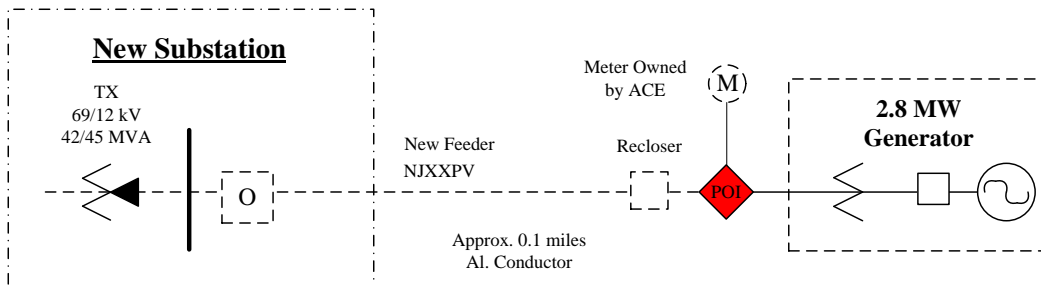 New Substation
TX
69/12 kV
42/45 MVA
O
New Feeder
NJXXPV
Approx. 0.1 miles
Al. Conductor
Recloser
Meter Owned
by ACE
M
POI
2.8 MW
Generator